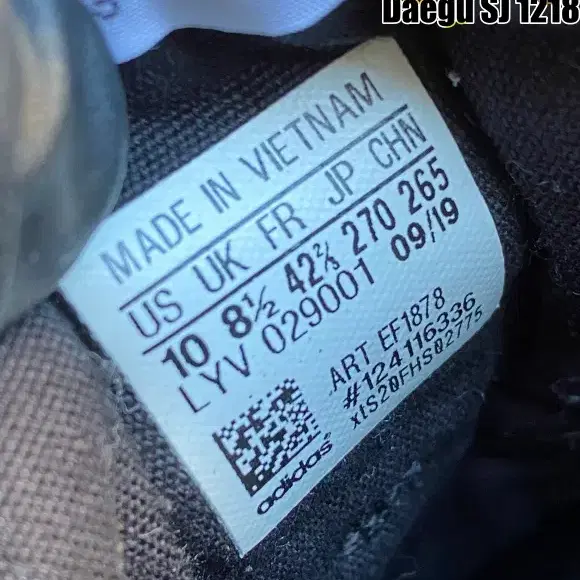 Daegu SJ 1218
MADE IN VIETNAM
US UK FR JP CHN
10 8½ 42⅔ 270 265
LYV 029001 09/19
ART EF1878
#124116336
xIS20FHS02775
adidas